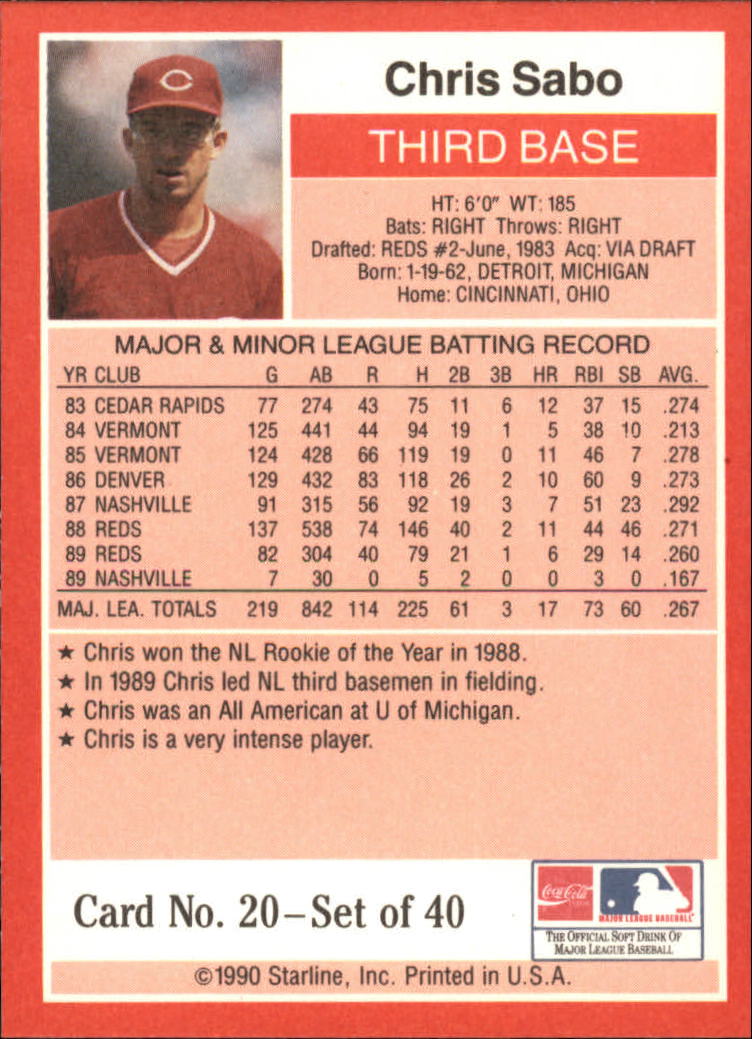 Chris Sabo
THIRD BASE
HT: 6'0" WT: 185
Bats: RIGHT Throws: RIGHT
Drafted: REDS #2-June, 1983 Acq: VIA DRAFT
Born: 1-19-62, DETROIT, MICHIGAN
Home: CINCINNATI, OHIO
MAJOR & MINOR LEAGUE BATTING RECORD
YR CLUB G AB R H 2B 3B HR RBI SB AVG.
83 CEDAR RAPIDS 77 274 43 75 11 6 12 37 15 .274
84 VERMONT 125 441 44 94 19 1 5 38 10 .213
85 VERMONT 124 428 66 119 19 0 11 46 7 .278
86 DENVER 129 432 83 118 26 2 10 60 9 .273
87 NASHVILLE 91 315 56 92 19 3 7 51 23 .292
88 REDS 137 538 74 146 40 2 11 44 46 .271
89 REDS 82 304 40 79 21 1 6 29 14 .260
89 NASHVILLE 7 30 0 5 2 0 0 3 0 .167
MAJ. LEA. TOTALS 219 842 114 225 61 3 17 73 60 .267
★ Chris won the NL Rookie of the Year in 1988.
★ In 1989 Chris led NL third basemen in fielding.
★ Chris was an All American at U of Michigan.
★ Chris is a very intense player.
Card No. 20–Set of 40
Coca-Cola
MAJOR LEAGUE BASEBALL
THE OFFICIAL SOFT DRINK OF
MAJOR LEAGUE BASEBALL
©1990 Starline, Inc. Printed in U.S.A.